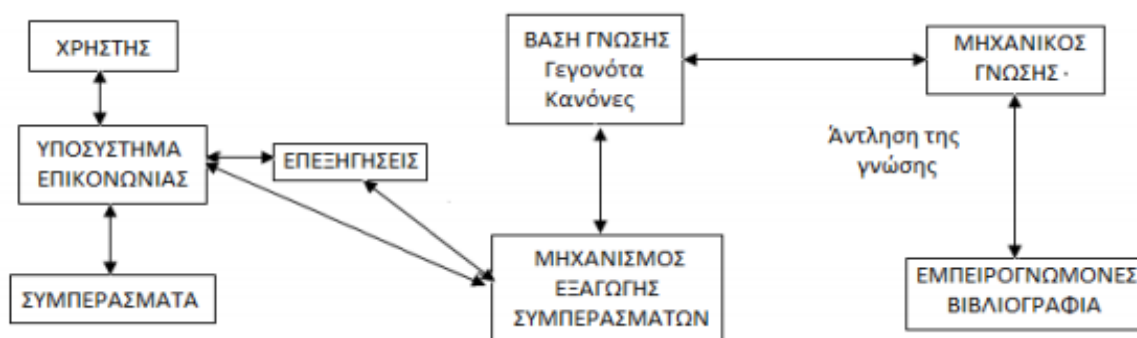 ΧΡΗΣΤΗΣ
ΥΠΟΣΥΣΤΗΜΑ
ΕΠΙΚΟΝΩΝΙΑΣ
ΣΥΜΠΕΡΑΣΜΑΤΑ
ΕΠΕΞΗΓΗΣΕΙΣ
ΒΑΣΗ ΓΝΩΣΗΣ
Γεγονότα
Κανόνες
ΜΗΧΑΝΙΣΜΟΣ
ΕΞΑΓΩΓΗΣ
ΣΥΜΠΕΡΑΣΜΑΤΩΝ
ΜΗΧΑΝΙΚΟΣ
ΓΝΩΣΗΣ
Άντληση της
γνώσης
ΕΜΠΕΙΡΟΓΝΩΜΟΝΕΣ
ΒΙΒΛΙΟΓΡΑΦΙΑ